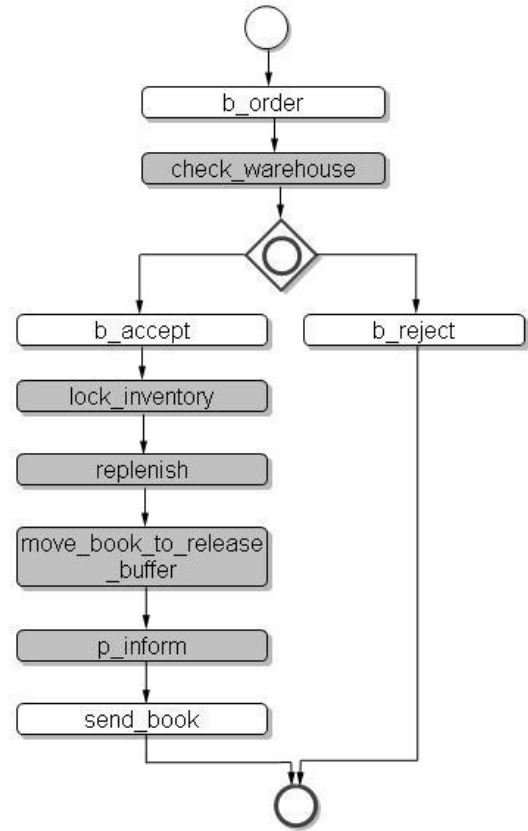 b_order
check_warehouse
b_accept
b_reject
lock_inventory
replenish
move_book_to_release
_buffer
p_inform
send_book